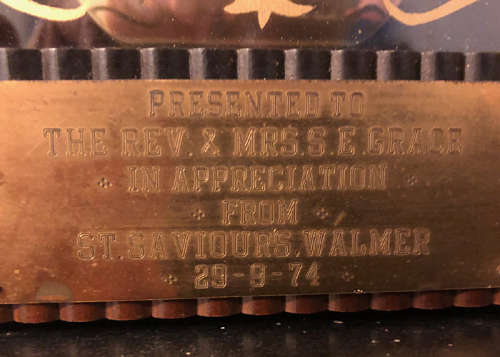 PRESENTED TO
THE REV. & MRS. S. E. GRACE
IN APPRECIATION
FROM
ST. SAVIOURS, WALMER
29-9-74